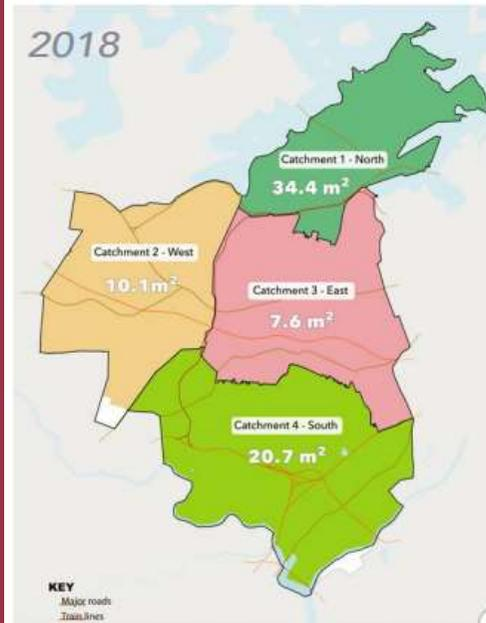 2018
Catchment 1 - North
34.4 m²
Catchment 2 - West
10.1m²
Catchment 3 - East
7.6 m²
Catchment 4 - South
20.7 m²
KEY
Major roads
Train lines